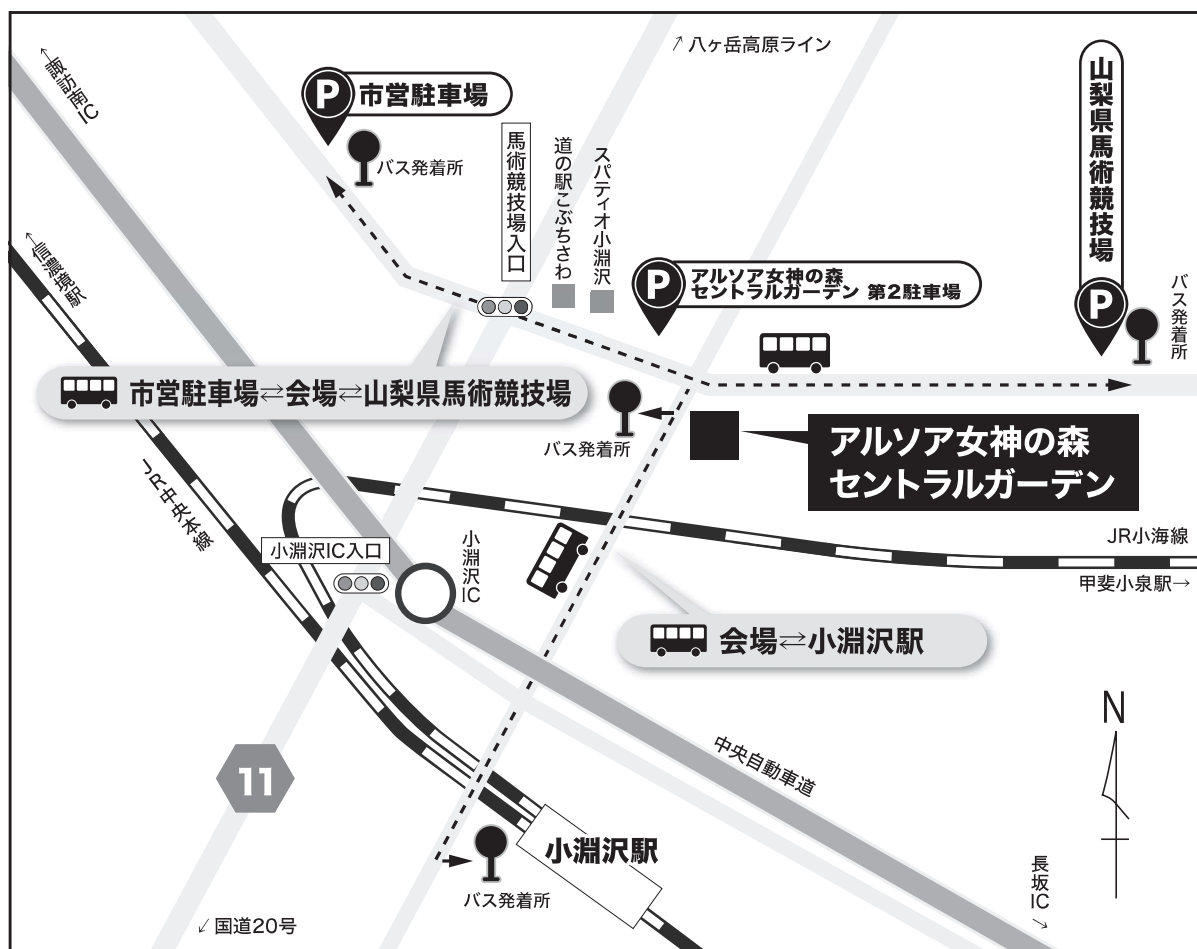 ↗八ヶ岳高原ライン
↖諏訪南IC
P 市営駐車場
バス発着所
馬術競技場入口
道の駅こぶちさわ
スパティオ小淵沢
山梨県馬術競技場
P
バス発着所
↖信濃境駅
P アルソア女神の森
セントラルガーデン 第2駐車場
市営駐車場⇄会場⇄山梨県馬術競技場
バス発着所
アルソア女神の森
セントラルガーデン
JR中央本線
小淵沢IC入口
小淵沢IC
JR小海線
甲斐小泉駅→
会場⇄小淵沢駅
N
11
中央自動車道
小淵沢駅
バス発着所
長坂IC↘
↙国道20号